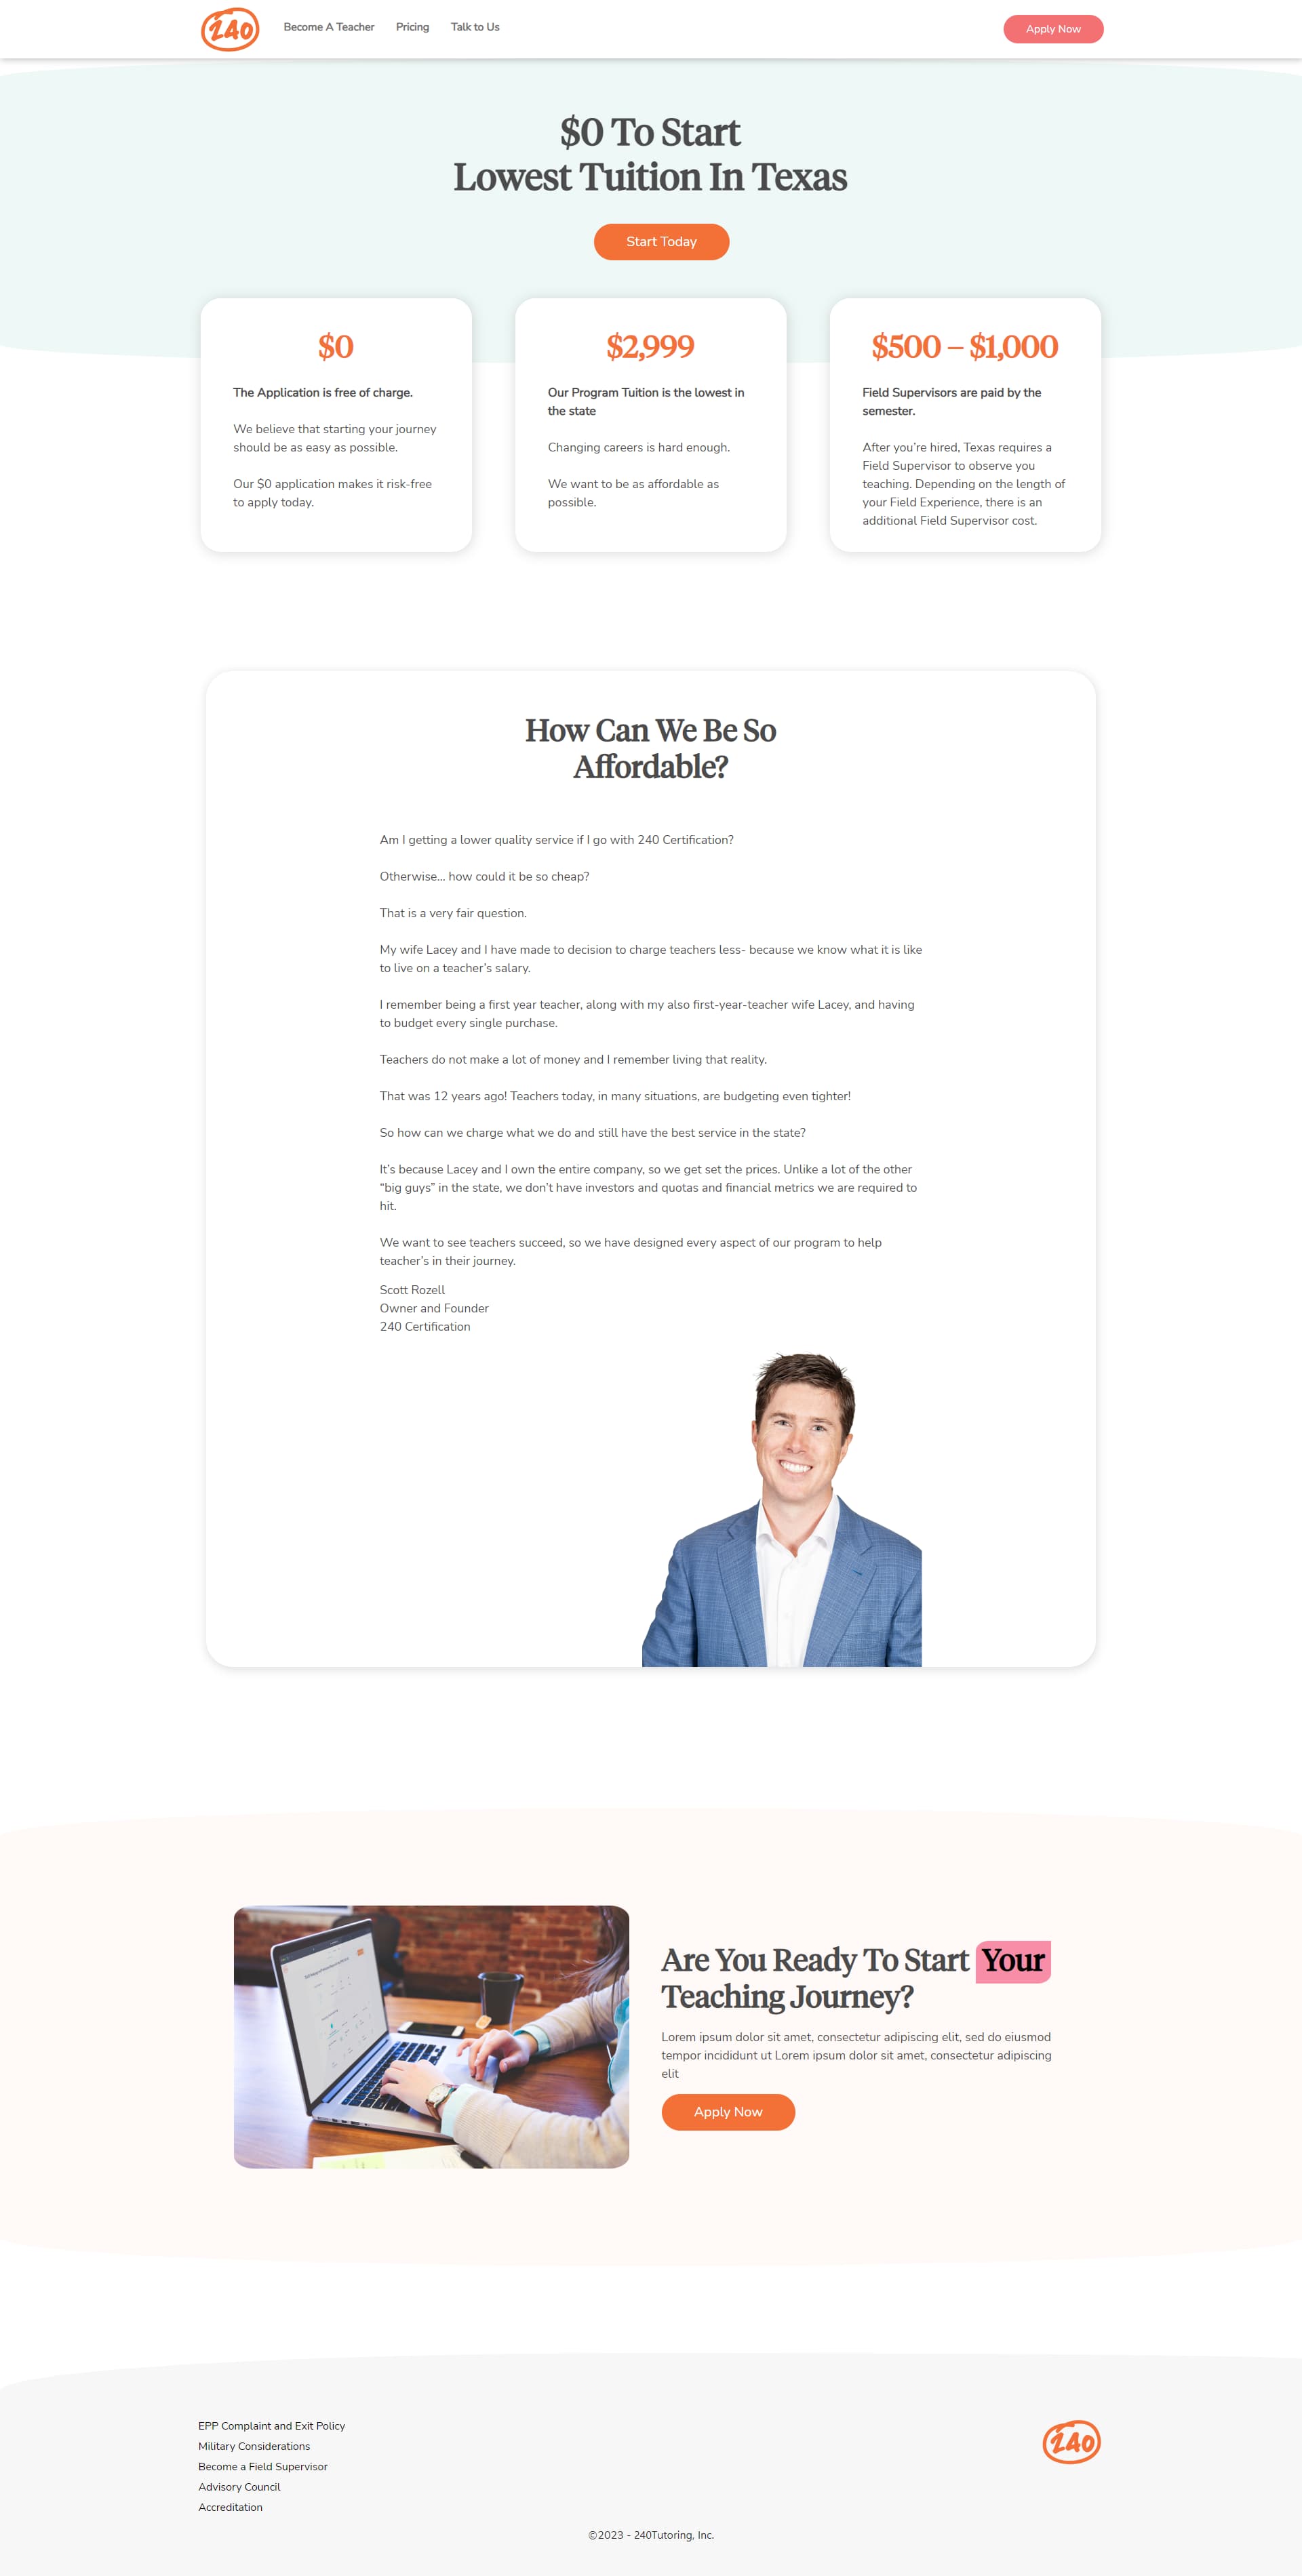 240
Become A Teacher
Pricing
Talk to Us
Apply Now
$0 To Start
Lowest Tuition In Texas
Start Today
$0
The Application is free of charge.
We believe that starting your journey
should be as easy as possible.
Our $0 application makes it risk-free
to apply today.
$2,999
Our Program Tuition is the lowest in
the state
Changing careers is hard enough.
We want to be as affordable as
possible.
$500 – $1,000
Field Supervisors are paid by the
semester.
After you’re hired, Texas requires a
Field Supervisor to observe you
teaching. Depending on the length of
your Field Experience, there is an
additional Field Supervisor cost.
How Can We Be So
Affordable?
Am I getting a lower quality service if I go with 240 Certification?
Otherwise… how could it be so cheap?
That is a very fair question.
My wife Lacey and I have made to decision to charge teachers less- because we know what it is like
to live on a teacher’s salary.
I remember being a first year teacher, along with my also first-year-teacher wife Lacey, and having
to budget every single purchase.
Teachers do not make a lot of money and I remember living that reality.
That was 12 years ago! Teachers today, in many situations, are budgeting even tighter!
So how can we charge what we do and still have the best service in the state?
It’s because Lacey and I own the entire company, so we get set the prices. Unlike a lot of the other
“big guys” in the state, we don’t have investors and quotas and financial metrics we are required to
hit.
We want to see teachers succeed, so we have designed every aspect of our program to help
teacher’s in their journey.
Scott Rozell
Owner and Founder
240 Certification
Are You Ready To Start Your
Teaching Journey?
Lorem ipsum dolor sit amet, consectetur adipiscing elit, sed do eiusmod
tempor incididunt ut Lorem ipsum dolor sit amet, consectetur adipiscing
elit
Apply Now
EPP Complaint and Exit Policy
Military Considerations
Become a Field Supervisor
Advisory Council
Accreditation
240
©2023 - 240Tutoring, Inc.